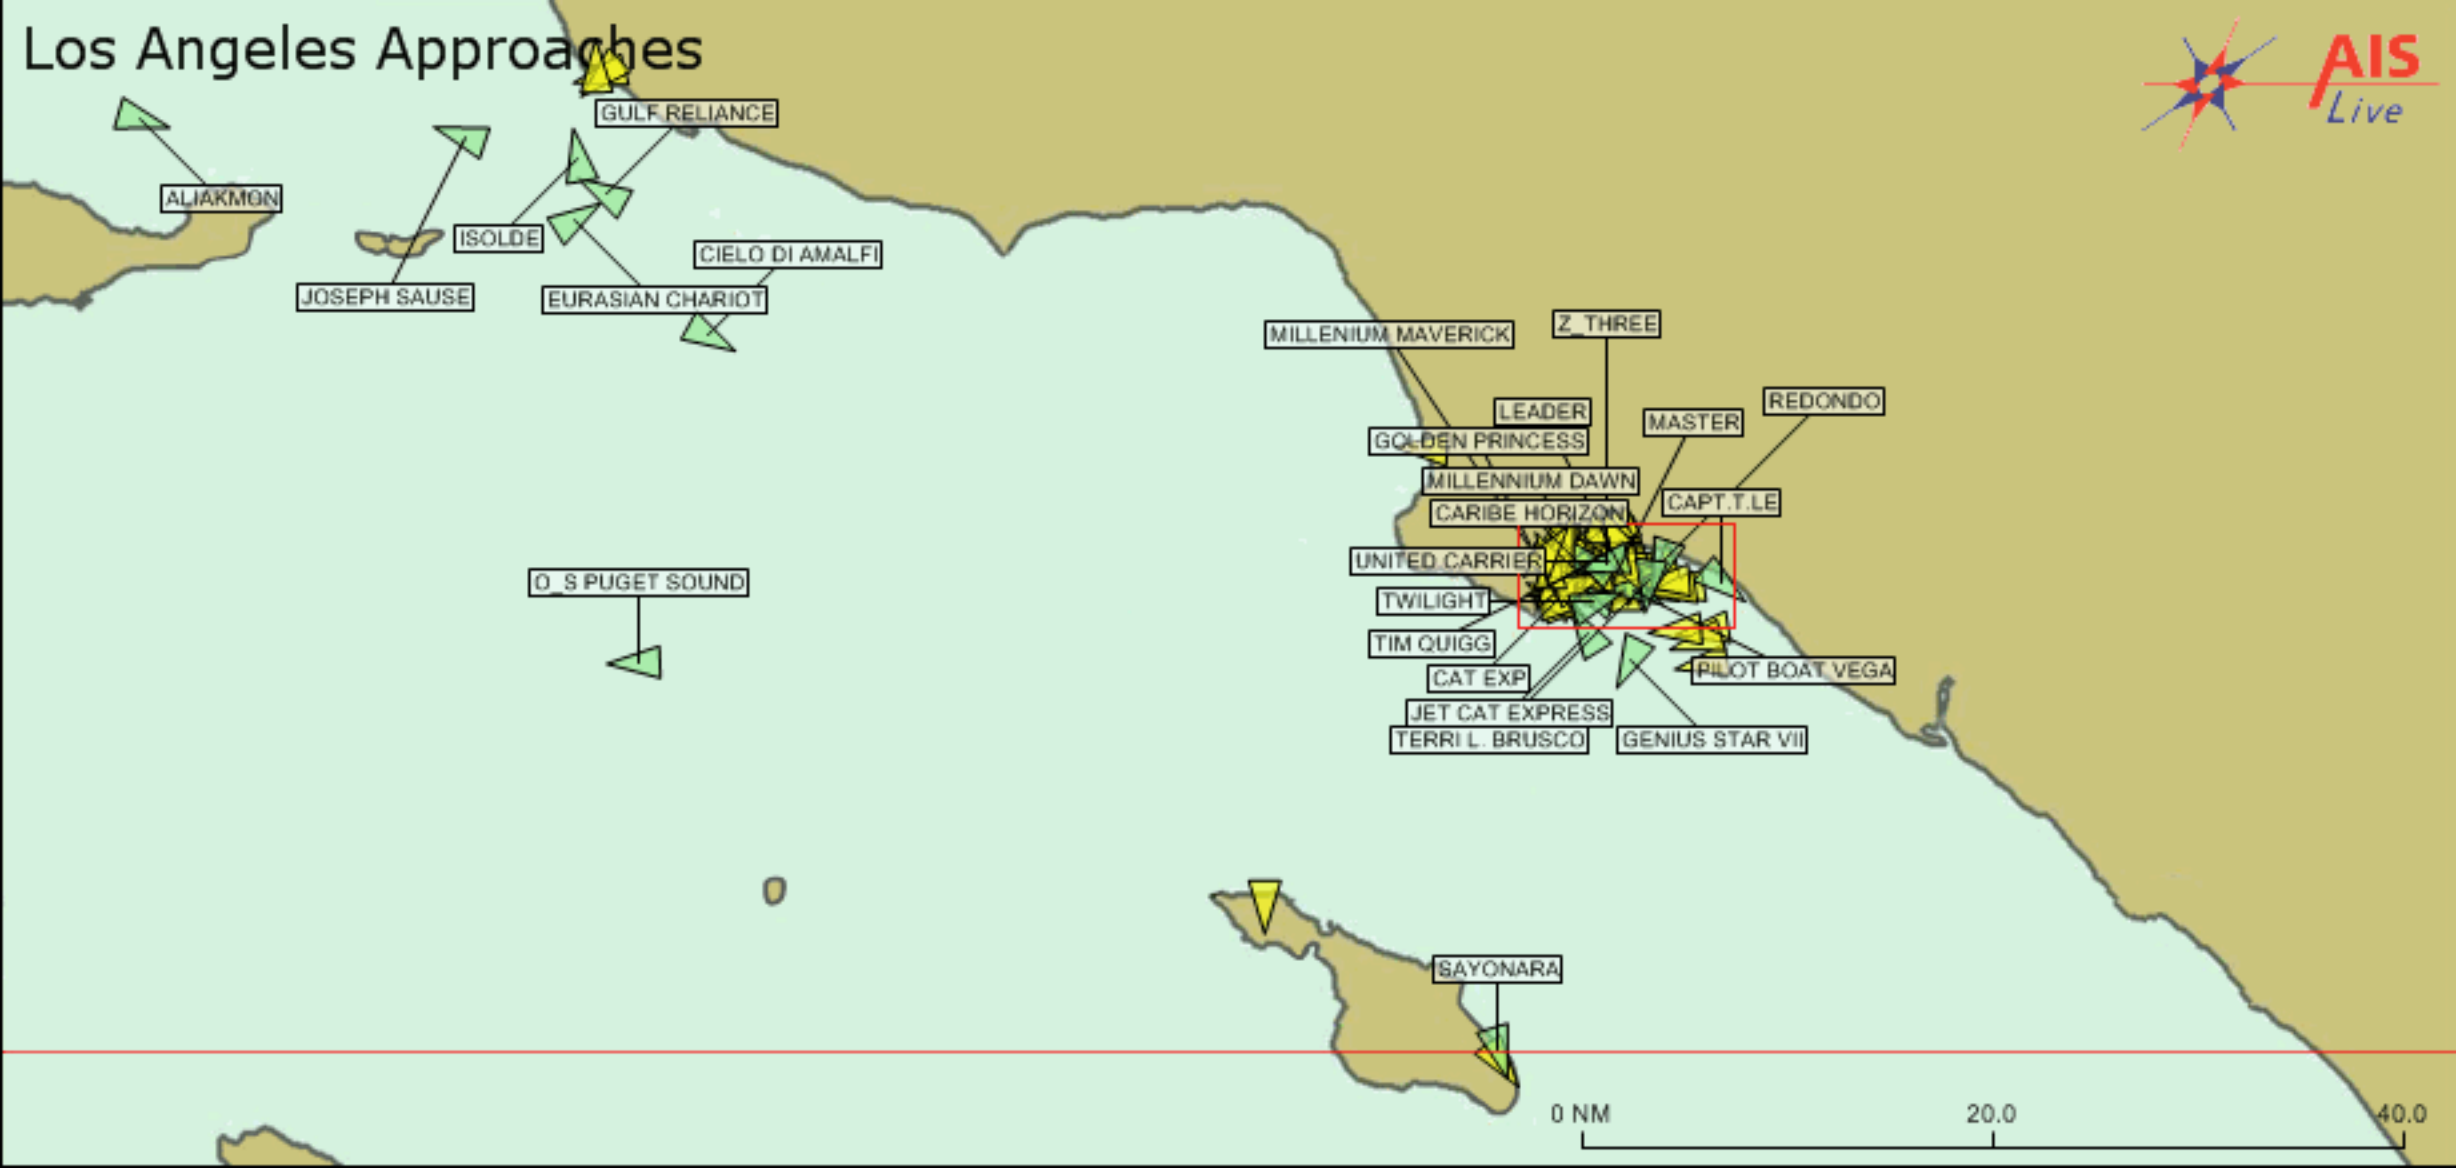 Los Angeles Approaches
AIS
Live
GULF RELIANCE
ALIAKMON
ISOLDE
CIELO DI AMALFI
JOSEPH SAUSE
EURASIAN CHARIOT
MILLENIUM MAVERICK
Z_THREE
LEADER
REDONDO
MASTER
GOLDEN PRINCESS
MILLENNIUM DAWN
CAPT.T.LE
CARIBE HORIZON
UNITED CARRIER
O_S PUGET SOUND
TWILIGHT
TIM QUIGG
CAT EXP
PILOT BOAT VEGA
JET CAT EXPRESS
TERRI L. BRUSCO
GENIUS STAR VII
SAYONARA
0 NM 20.0 40.0